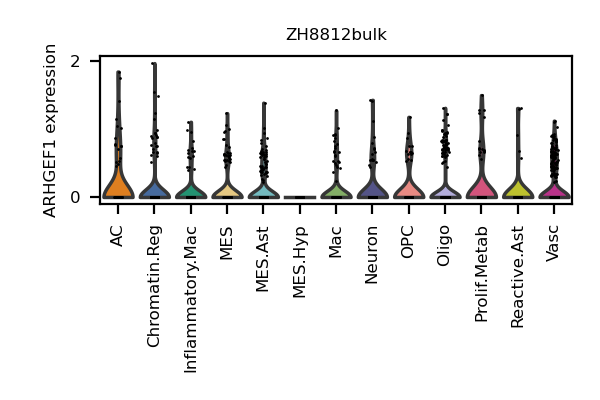 ZH8812bulk
ARHGEF1 expression
2
0
AC
Chromatin.Reg
Inflammatory.Mac
MES
MES.Ast
MES.Hyp
Mac
Neuron
OPC
Oligo
Prolif.Metab
Reactive.Ast
Vasc